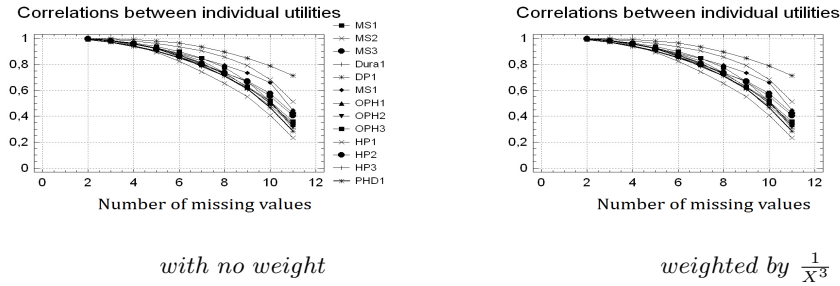 Correlations between individual utilities
1
0,8
0,6
0,4
0,2
0
0 2 4 6 8 10 12
Number of missing values
MS1
MS2
MS3
Dura1
DP1
MS1
OPH1
OPH2
OPH3
HP1
HP2
HP3
PHD1
with no weight
Correlations between individual utilities
1
0,8
0,6
0,4
0,2
0
0 2 4 6 8 10 12
Number of missing values
weighted by 1/X³